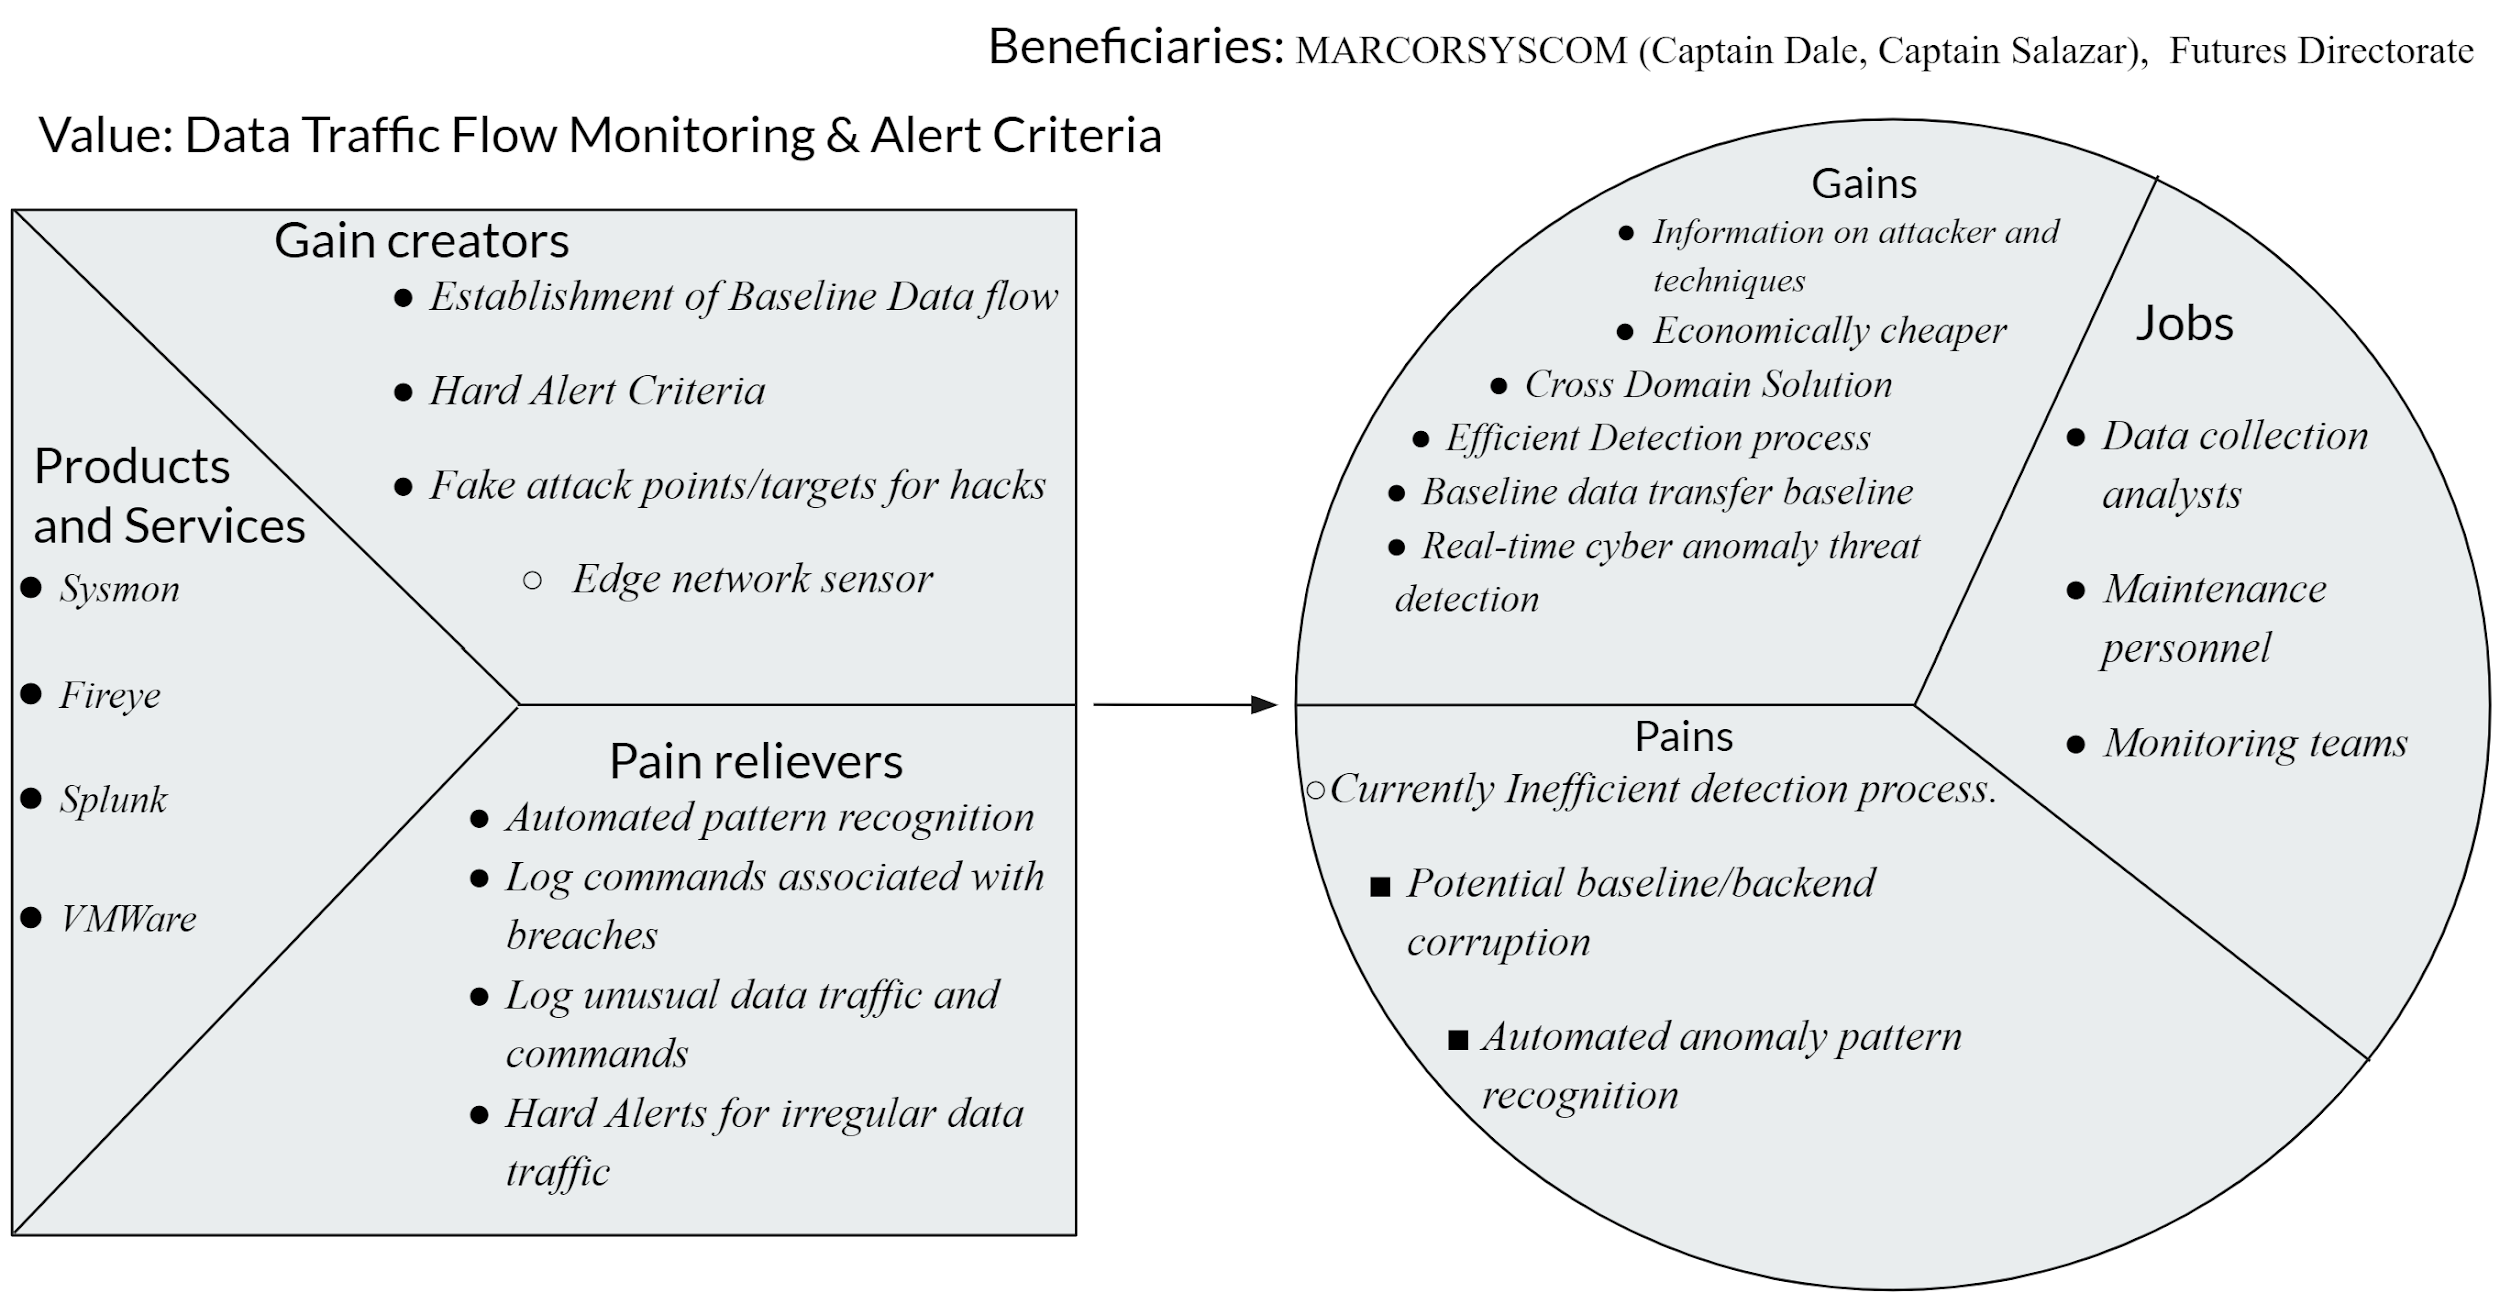 Beneficiaries: MARCORSYSCOM (Captain Dale, Captain Salazar), Futures Directorate
Value: Data Traffic Flow Monitoring & Alert Criteria
Gain creators
● Establishment of Baseline Data flow
● Hard Alert Criteria
● Fake attack points/targets for hacks
○ Edge network sensor
Products
and Services
● Sysmon
● Fireye
● Splunk
● VMWare
Pain relievers
● Automated pattern recognition
● Log commands associated with
breaches
● Log unusual data traffic and
commands
● Hard Alerts for irregular data
traffic
Gains
● Information on attacker and
techniques
● Economically cheaper
● Cross Domain Solution
● Efficient Detection process
● Baseline data transfer baseline
● Real-time cyber anomaly threat
detection
Jobs
● Data collection
analysts
● Maintenance
personnel
● Monitoring teams
Pains
○Currently Inefficient detection process.
■ Potential baseline/backend
corruption
■ Automated anomaly pattern
recognition